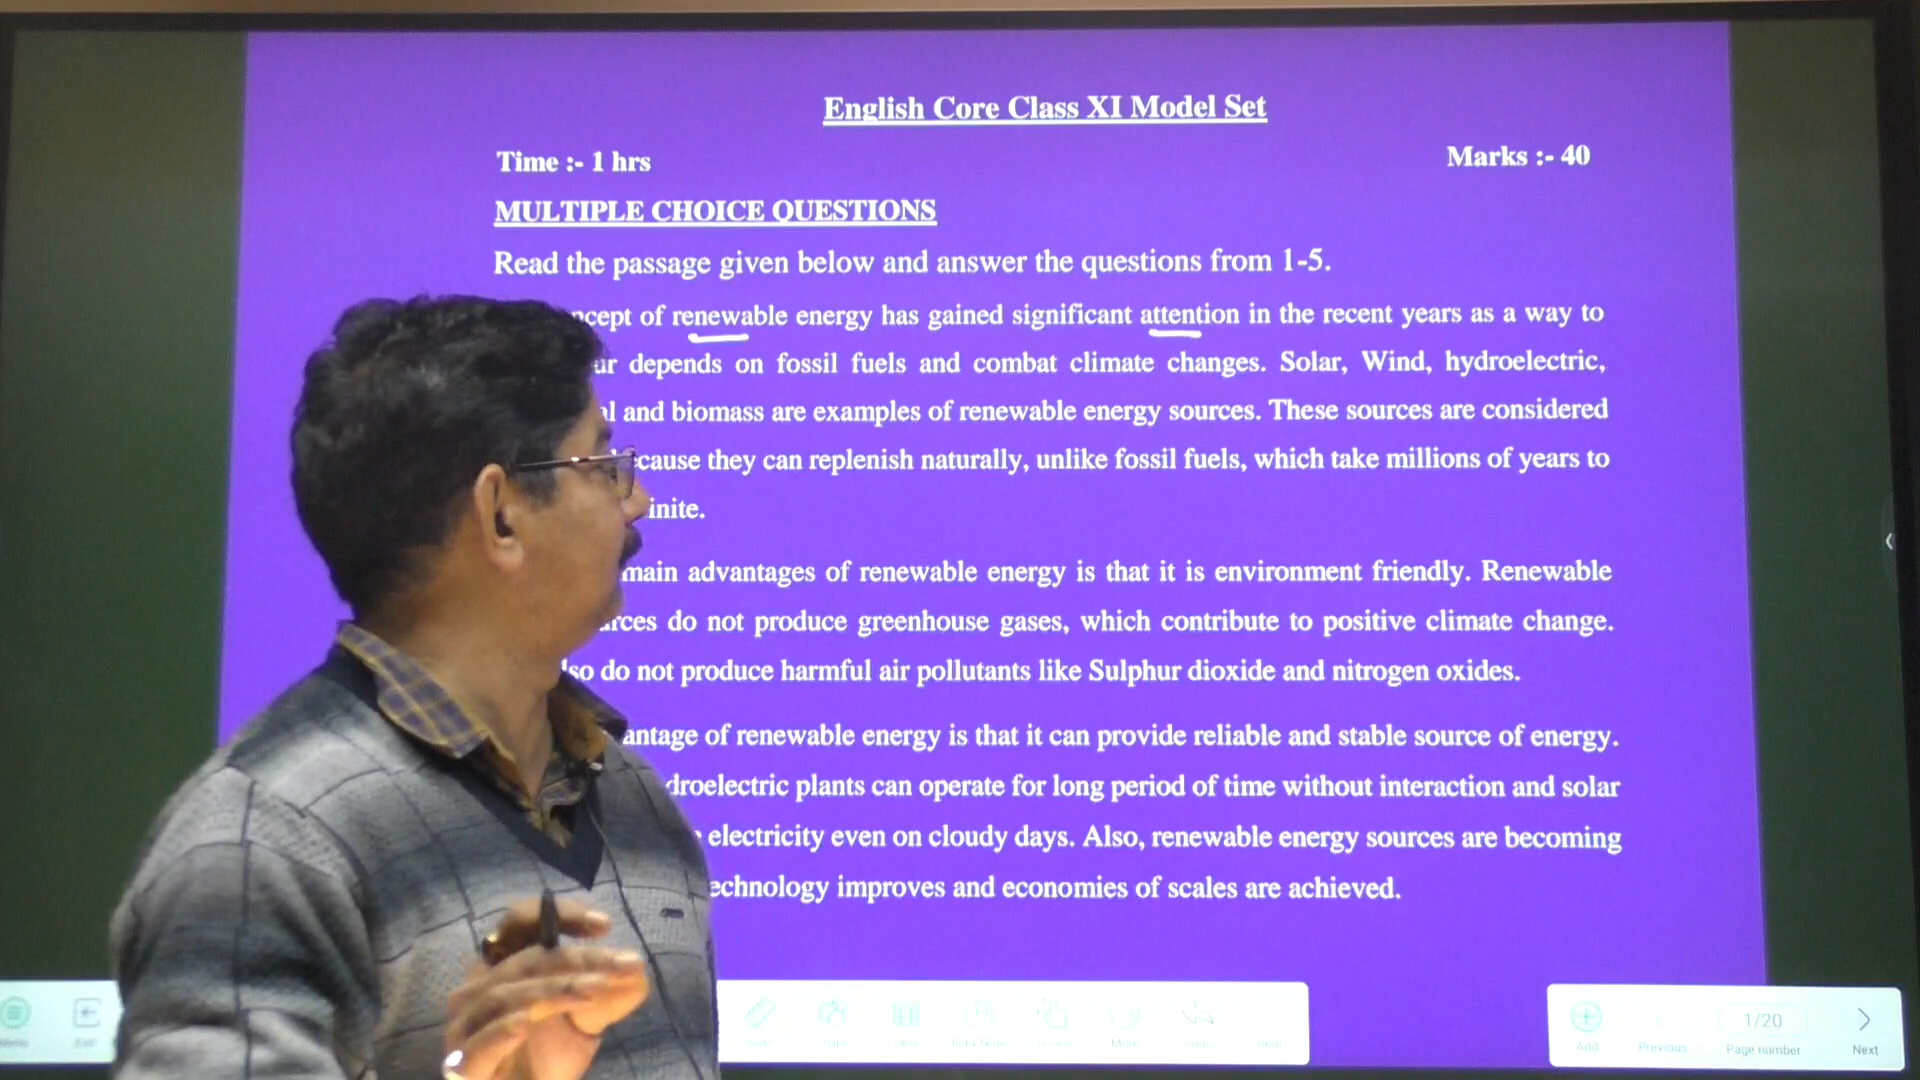 English Core Class XI Model Set
Time :- 1 hrs
Marks :- 40
MULTIPLE CHOICE QUESTIONS
Read the passage given below and answer the questions from 1-5.
of renewable energy has gained significant attention in the recent years as a way to
depends on fossil fuels and combat climate changes. Solar, Wind, hydroelectric,
and biomass are examples of renewable energy sources. These sources are considered
they can replenish naturally, unlike fossil fuels, which take millions of years to
main advantages of renewable energy is that it is environment friendly. Renewable
do not produce greenhouse gases, which contribute to positive climate change.
do not produce harmful air pollutants like Sulphur dioxide and nitrogen oxides.
of renewable energy is that it can provide reliable and stable source of energy.
plants can operate for long period of time without interaction and solar
electricity even on cloudy days. Also, renewable energy sources are becoming
improves and economies of scales are achieved.
Menu
Exit
More
Add
Previous
1/20
Page number
Next